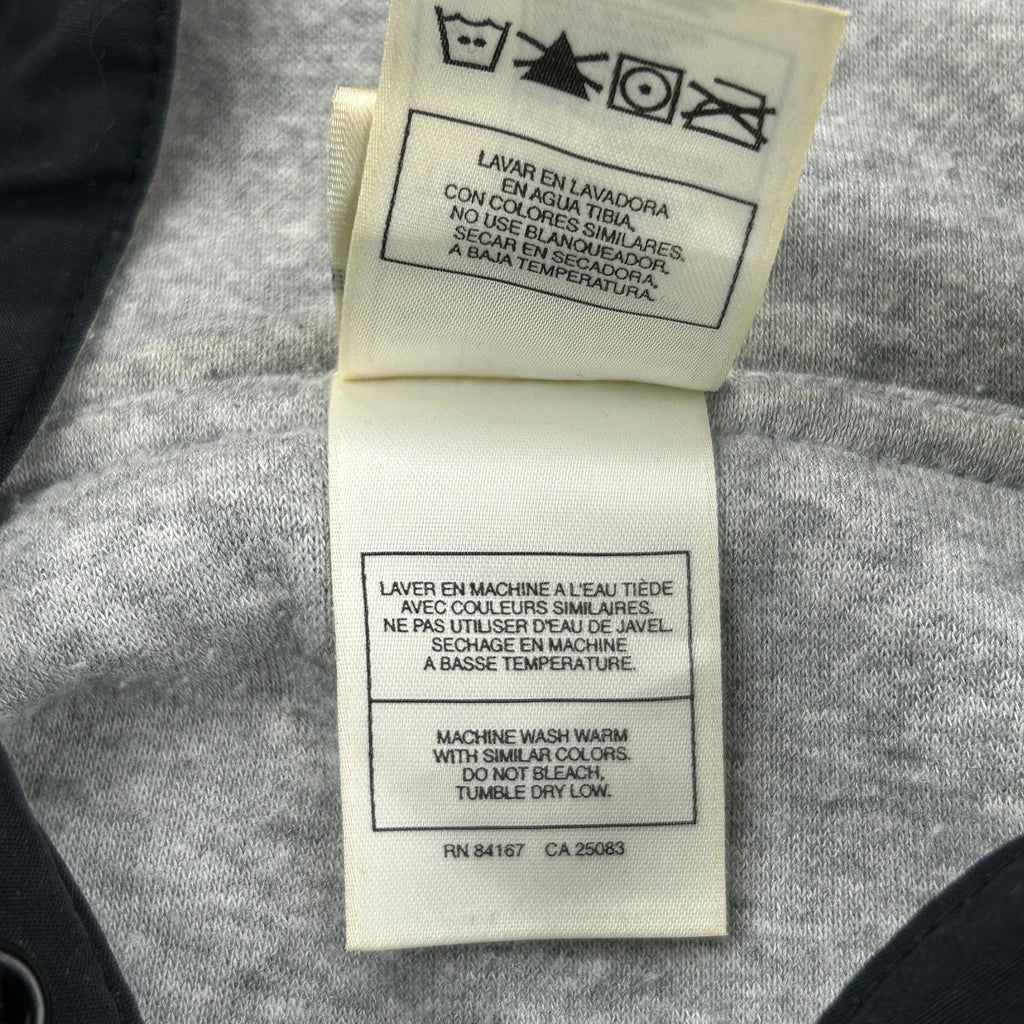 LAVAR EN LAVADORA
EN AGUA TIBIA,
CON COLORES SIMILARES.
NO USE BLANQUEADOR.
SECAR EN SECADORA,
A BAJA TEMPERATURA.
LAVER EN MACHINE A L'EAU TIÈDE
AVEC COULEURS SIMILAIRES.
NE PAS UTILISER D'EAU DE JAVEL.
SECHAGE EN MACHINE
A BASSE TEMPERATURE.
MACHINE WASH WARM
WITH SIMILAR COLORS.
DO NOT BLEACH,
TUMBLE DRY LOW.
RN 84167 CA 25083